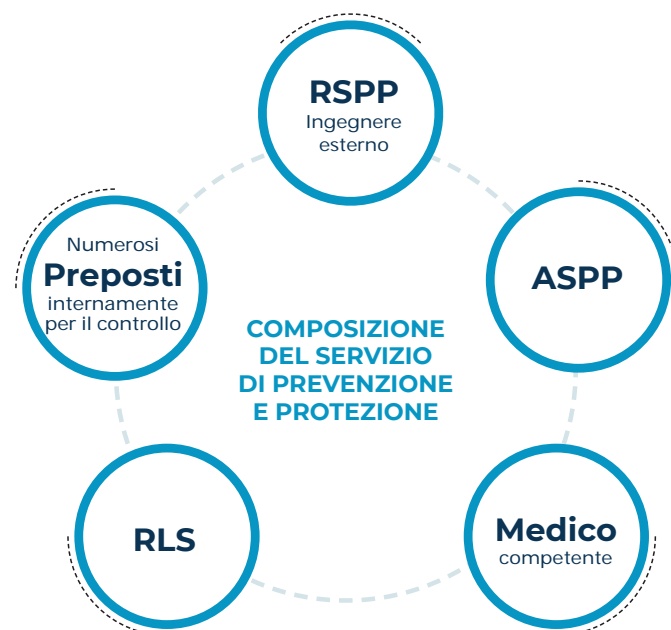 RSPP
Ingegnere
esterno
ASPP
Numerosi
Preposti
internamente
per il controllo
COMPOSIZIONE
DEL SERVIZIO
DI PREVENZIONE
E PROTEZIONE
RLS
Medico
competente